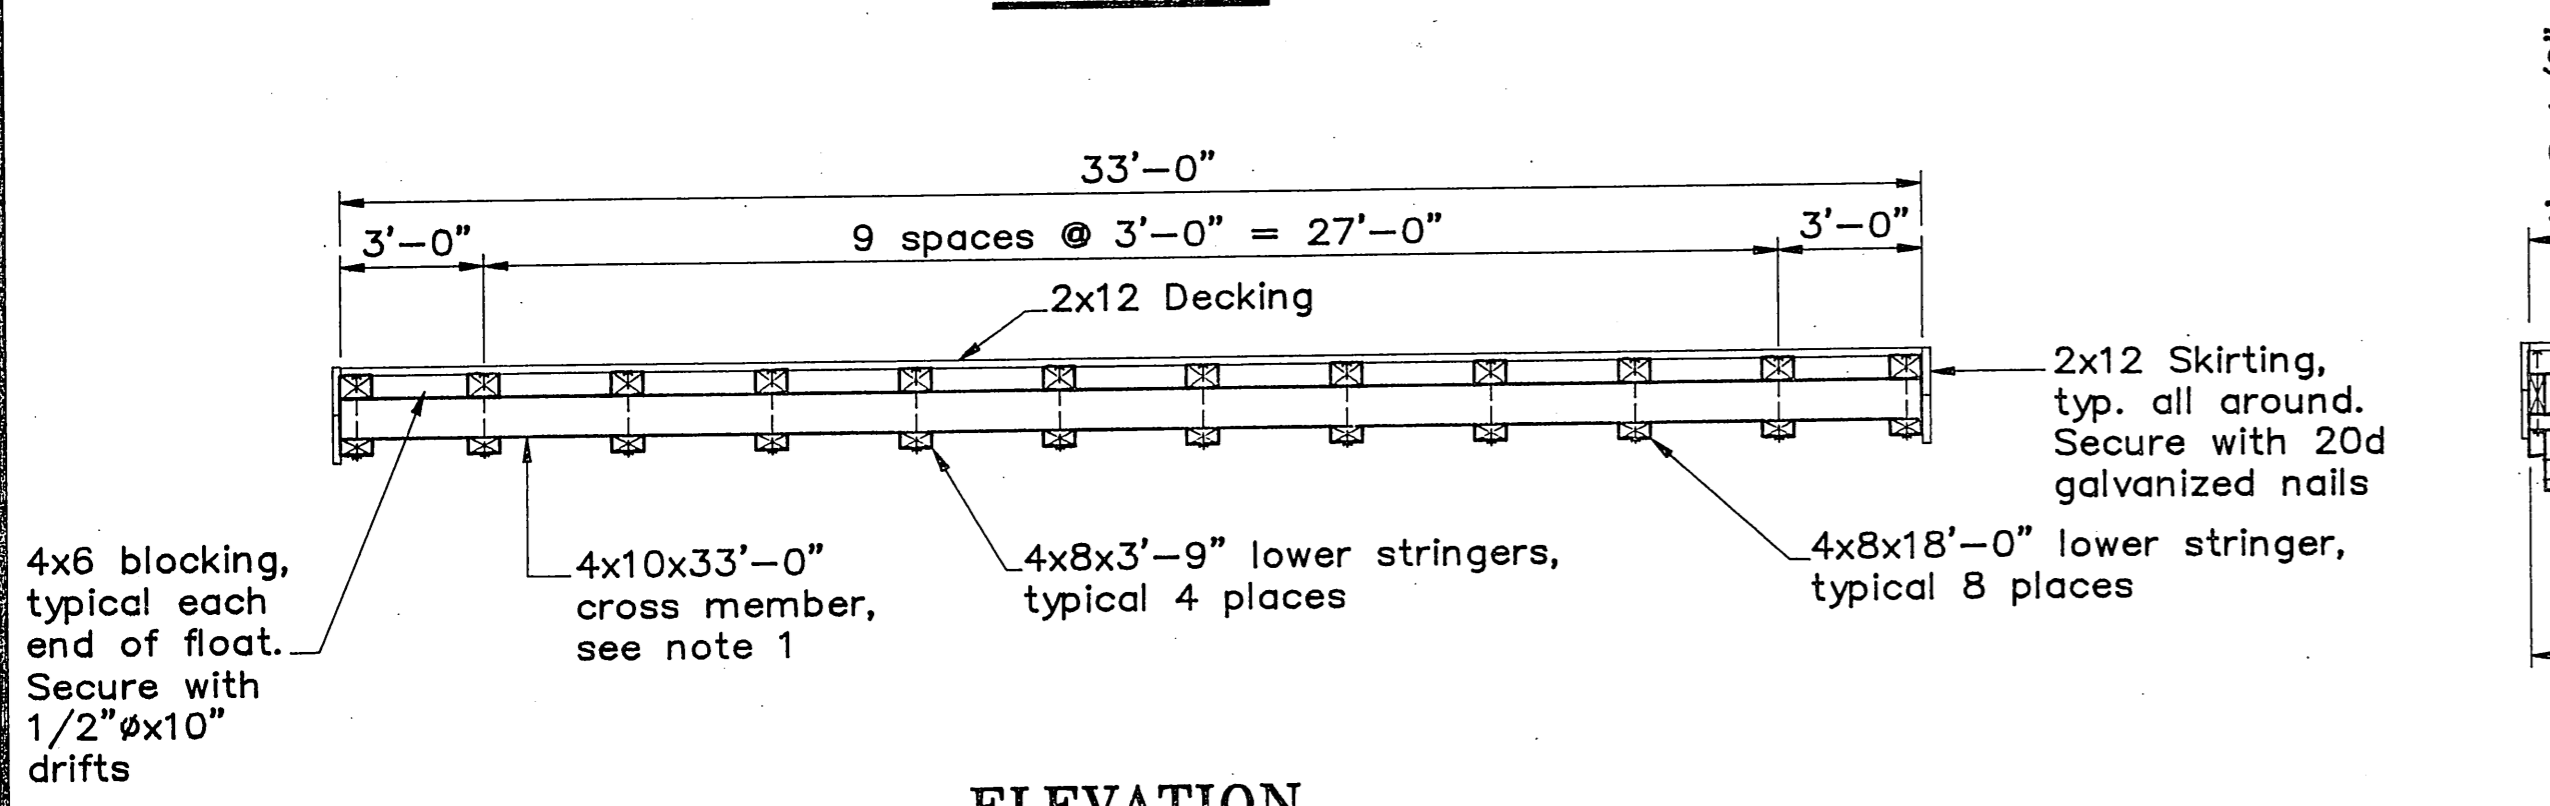 33'-0"
3'-0"
9 spaces @ 3'-0" = 27'-0"
3'-0"
2x12 Decking
2x12 Skirting,
typ. all around.
Secure with 20d
galvanized nails
4x6 blocking,
typical each
end of float.
Secure with
1/2"øx10"
drifts
4x10x33'-0"
cross member,
see note 1
4x8x3'-9" lower stringers,
typical 4 places
4x8x18'-0" lower stringer,
typical 8 places
ELEVATION